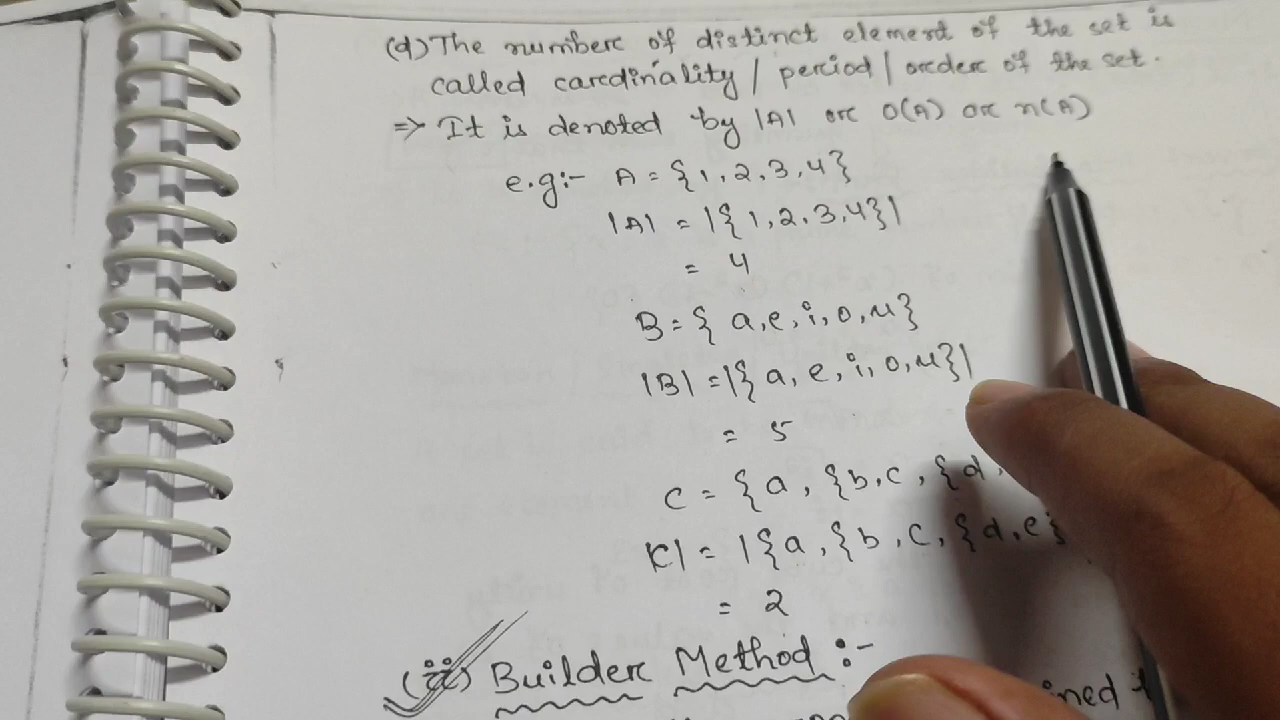 (d) The number of distinct element of the set is
called cardinality / period / order of the set.
=> It is denoted by |A| or O(A) or n(A)
e.g:- A = {1, 2, 3, 4}
|A| = |{1, 2, 3, 4}|
= 4
B = { a, e, i, o, u}
|B| = |{ a, e, i, o, u}|
= 5
C = {a, {b, c, {d,
|C| = |{a, {b, c, {d, e}
= 2
(ii) Builder Method :-